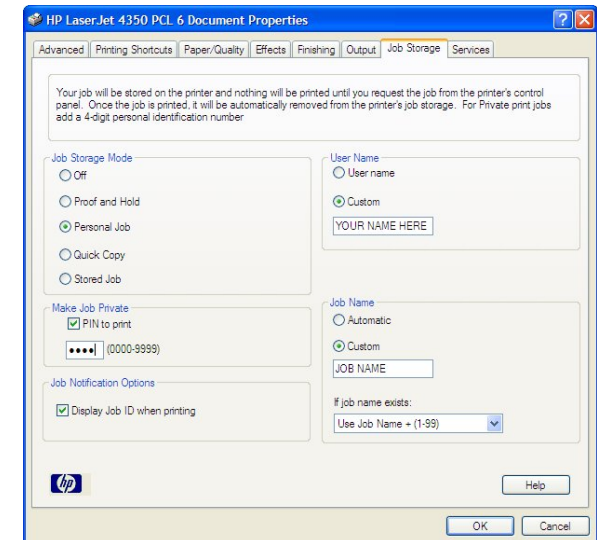 HP LaserJet 4350 PCL 6 Document Properties
Advanced Printing Shortcuts Paper/Quality Effects Finishing Output Job Storage Services
Your job will be stored on the printer and nothing will be printed until you request the job from the printer's control
panel. Once the job is printed, it will be automatically removed from the printer's job storage. For Private print jobs
add a 4-digit personal identification number
Job Storage Mode
Off
Proof and Hold
Personal Job
Quick Copy
Stored Job
User Name
User name
Custom
YOUR NAME HERE
Make Job Private
PIN to print
(0000-9999)
Job Notification Options
Display Job ID when printing
Job Name
Automatic
Custom
JOB NAME
If job name exists:
Use Job Name + (1-99)
hp
Help
OK Cancel